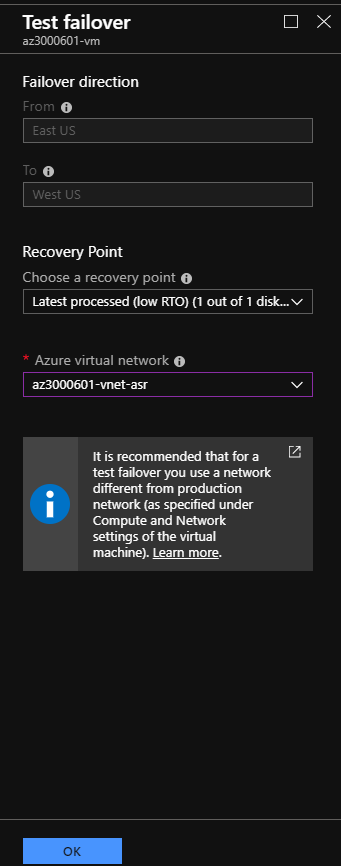 Test failover
az3000601-vm
Failover direction
From
East US
To
West US
Recovery Point
Choose a recovery point
Latest processed (low RTO) (1 out of 1 disk...
* Azure virtual network
az3000601-vnet-asr
It is recommended that for a
test failover you use a network
different from production
network (as specified under
Compute and Network
settings of the virtual
machine). Learn more.
OK